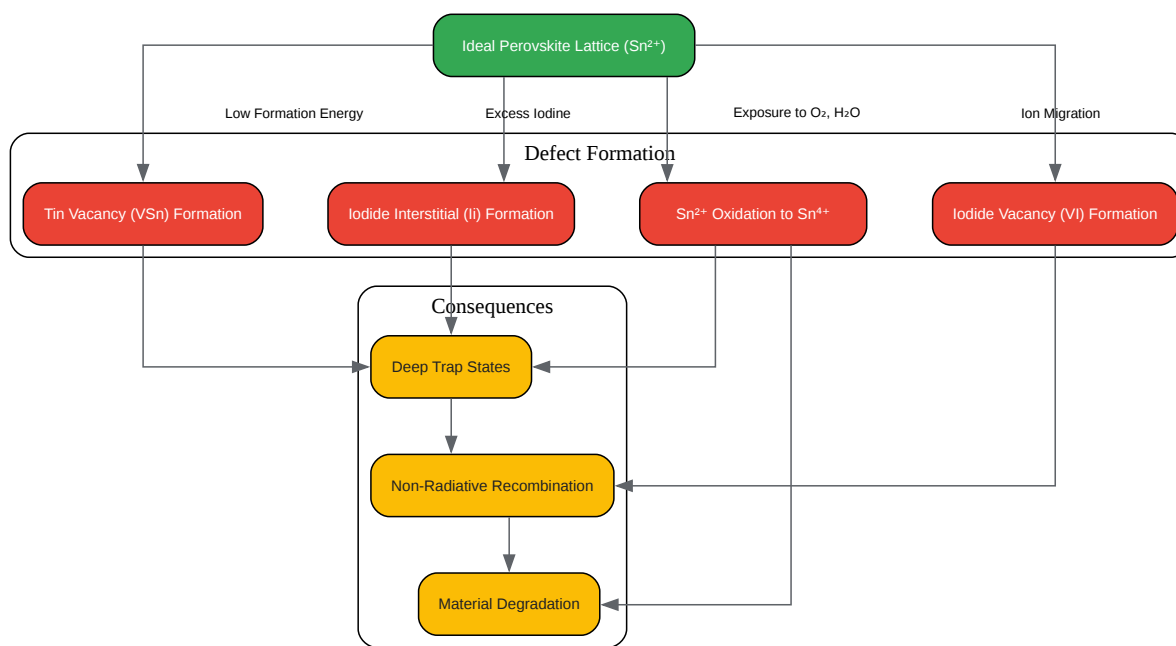 Ideal Perovskite Lattice (Sn²⁺)
Low Formation Energy
Excess Iodine
Exposure to O₂, H₂O
Ion Migration
Defect Formation
Tin Vacancy (VSn) Formation
Iodide Interstitial (Ii) Formation
Sn²⁺ Oxidation to Sn⁴⁺
Iodide Vacancy (VI) Formation
Consequences
Deep Trap States
Non-Radiative Recombination
Material Degradation